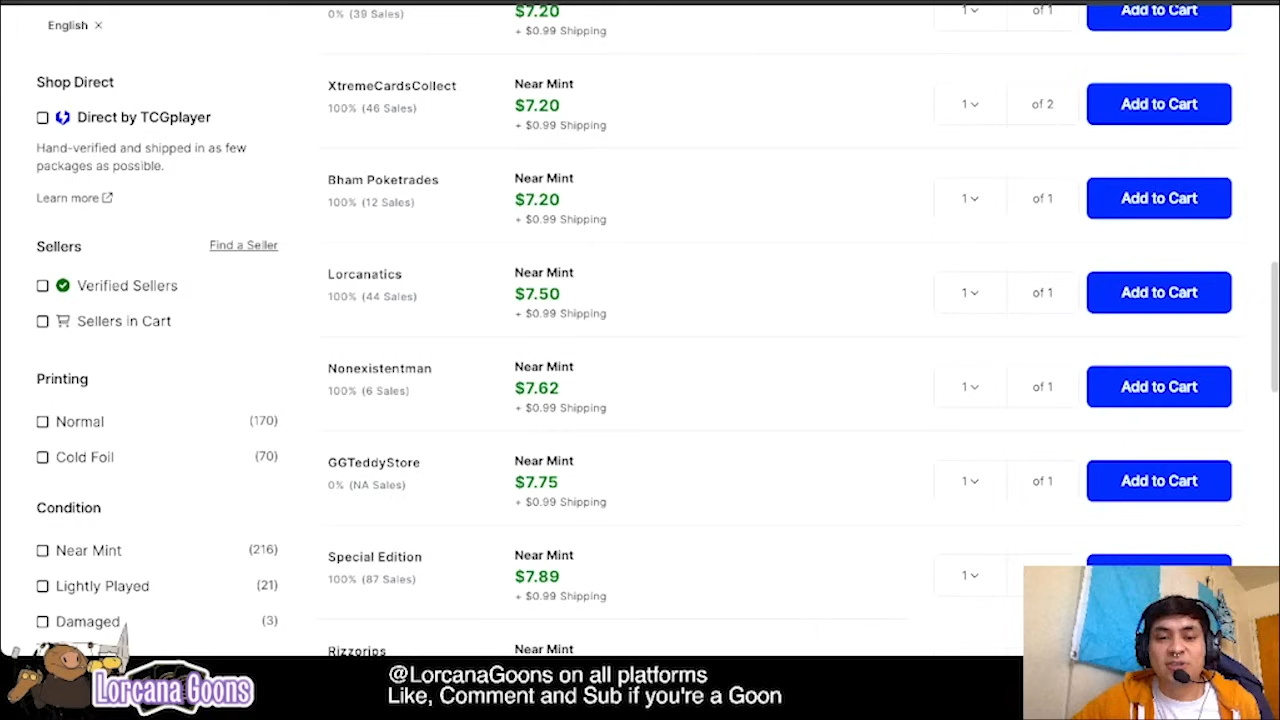 English ×
Shop Direct
Direct by TCGplayer
Hand-verified and shipped in as few
packages as possible.
Learn more
Sellers
Find a Seller
Verified Sellers
Sellers in Cart
Printing
Normal (170)
Cold Foil (70)
Condition
Near Mint (216)
Lightly Played (21)
Damaged (3)
0% (39 Sales)
$7.20
+ $0.99 Shipping
1
of 1
Add to Cart
XtremeCardsCollect
100% (46 Sales)
Near Mint
$7.20
+ $0.99 Shipping
1
of 2
Add to Cart
Bham Poketrades
100% (12 Sales)
Near Mint
$7.20
+ $0.99 Shipping
1
of 1
Add to Cart
Lorcanatics
100% (44 Sales)
Near Mint
$7.50
+ $0.99 Shipping
1
of 1
Add to Cart
Nonexistentman
100% (6 Sales)
Near Mint
$7.62
+ $0.99 Shipping
1
of 1
Add to Cart
GGTeddyStore
0% (NA Sales)
Near Mint
$7.75
+ $0.99 Shipping
1
of 1
Add to Cart
Special Edition
100% (87 Sales)
Near Mint
$7.89
+ $0.99 Shipping
1
Rizzorips
Near Mint
Lorcana Goons
@LorcanaGoons on all platforms
Like, Comment and Sub if you're a Goon